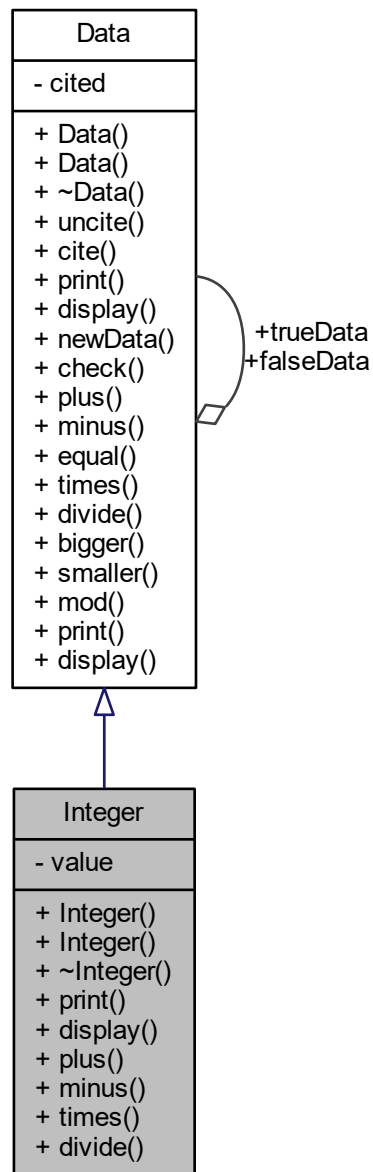 Data
- cited
+ Data()
+ Data()
+ ~Data()
+ uncite()
+ cite()
+ print()
+ display()
+ newData()
+ check()
+ plus()
+ minus()
+ equal()
+ times()
+ divide()
+ bigger()
+ smaller()
+ mod()
+ print()
+ display()
+trueData
+falseData
Integer
- value
+ Integer()
+ Integer()
+ ~Integer()
+ print()
+ display()
+ plus()
+ minus()
+ times()
+ divide()